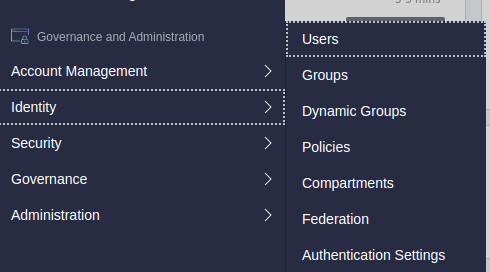 Governance and Administration
Account Management
Identity
Security
Governance
Administration
Users
Groups
Dynamic Groups
Policies
Compartments
Federation
Authentication Settings